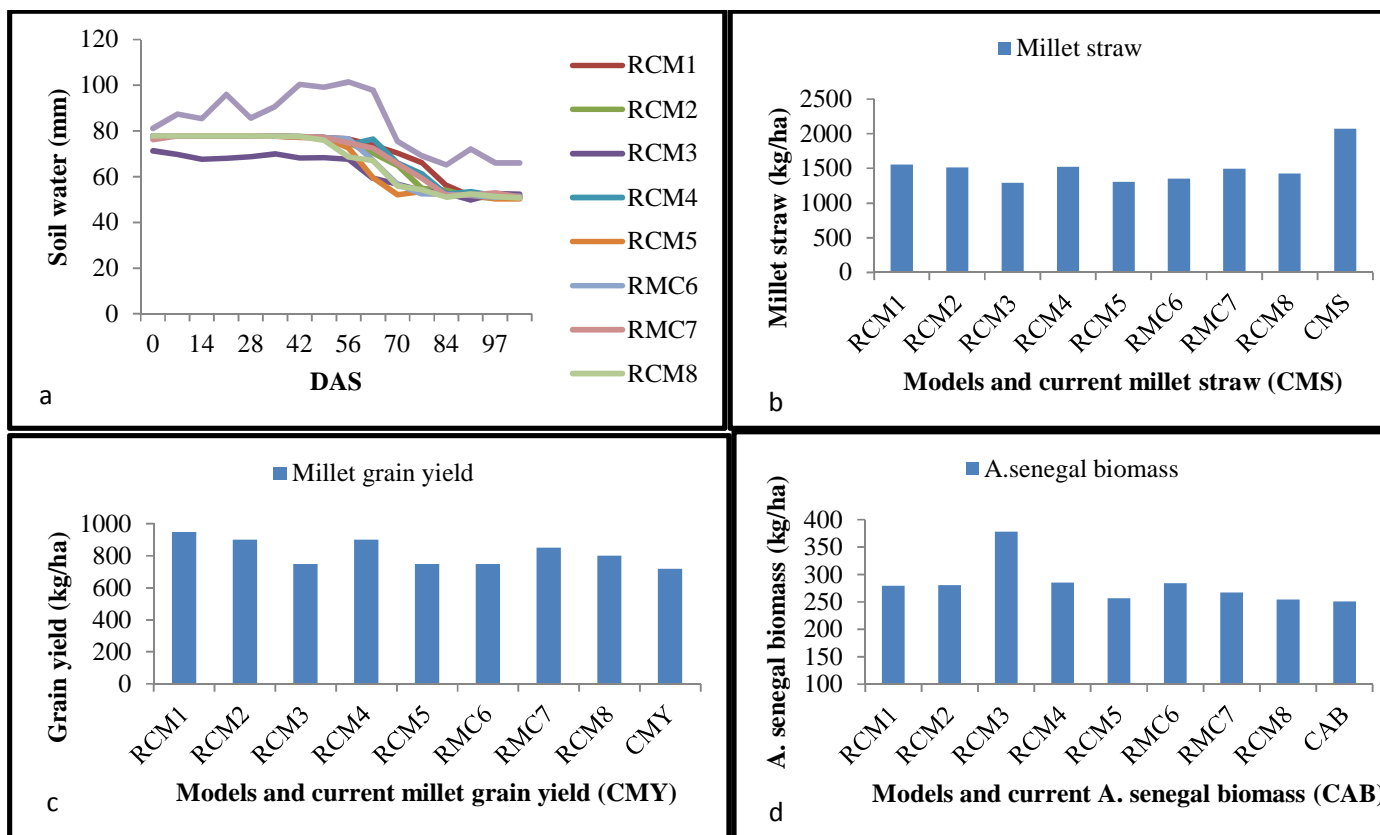 120
100
80
60
40
20
0
Soil water (mm)
0 14 28 42 56 70 84 97
DAS
RCM1
RCM2
RCM3
RCM4
RCM5
RMC6
RMC7
RCM8
a
Millet straw
2500
2000
1500
1000
500
0
Millet straw (kg/ha)
RCM1 RCM2 RCM3 RCM4 RCM5 RMC6 RMC7 RCM8 CMS
Models and current millet straw (CMS)
b
Millet grain yield
1000
800
600
400
200
0
Grain yield (kg/ha)
RCM1 RCM2 RCM3 RCM4 RCM5 RMC6 RMC7 RCM8 CMY
Models and current millet grain yield (CMY)
c
A.senegal biomass
400
350
300
250
200
150
100
A. senegal biomass (kg/ha)
RCM1 RCM2 RCM3 RCM4 RCM5 RMC6 RMC7 RCM8 CAB
Models and current A. senegal biomass (CAB)
d